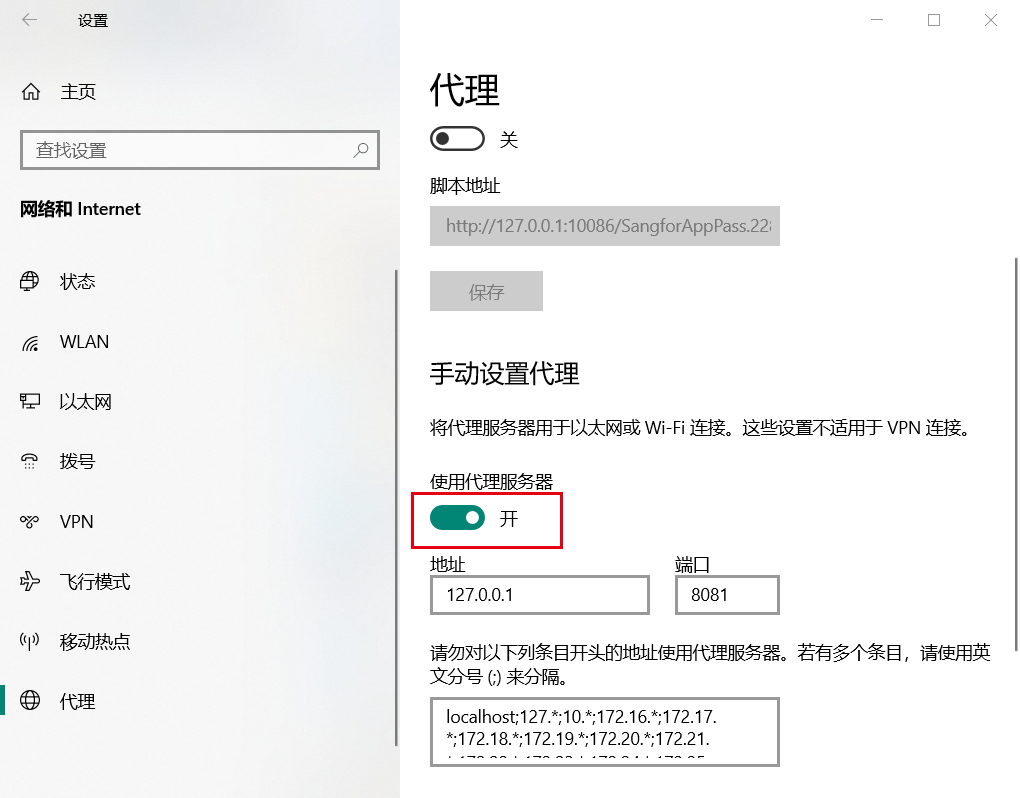 设置
主页
查找设置
网络和 Internet
状态
WLAN
以太网
拨号
VPN
飞行模式
移动热点
代理
代理
关
脚本地址
http://127.0.0.1:10086/SangforAppPass.228
保存
手动设置代理
将代理服务器用于以太网或 Wi-Fi 连接。这些设置不适用于 VPN 连接。
使用代理服务器
开
地址
端口
127.0.0.1
8081
请勿对以下列条目开头的地址使用代理服务器。若有多个条目，请使用英
文分号 (;) 来分隔。
localhost;127.*;10.*;172.16.*;172.17.
*;172.18.*;172.19.*;172.20.*;172.21.